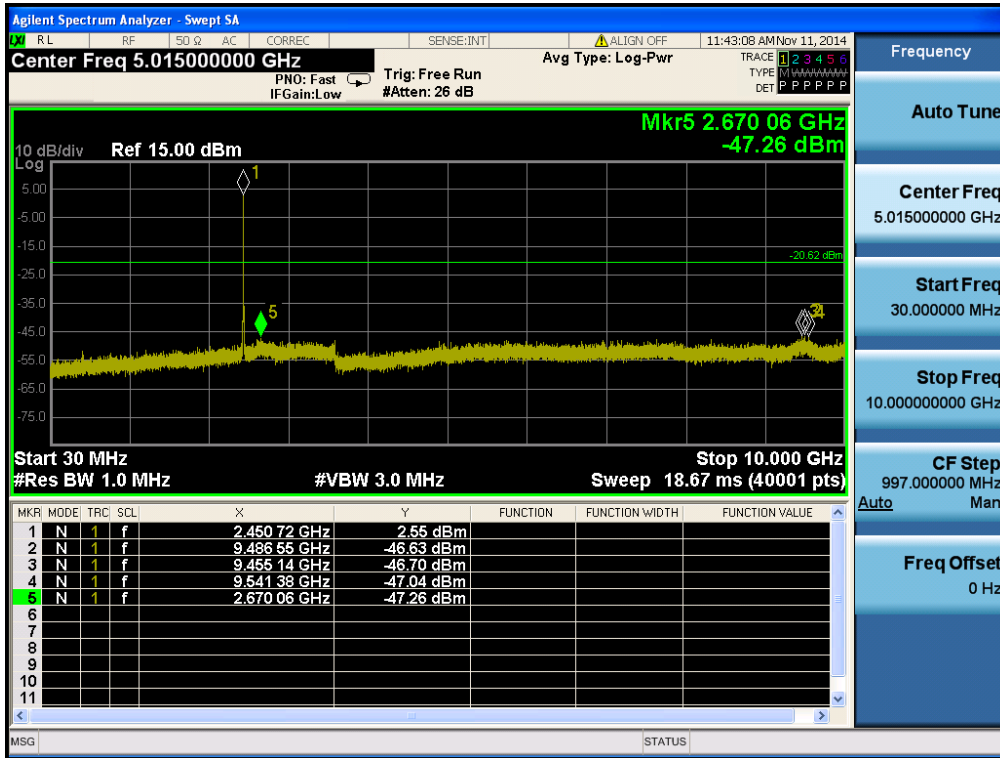 Agilent Spectrum Analyzer - Swept SA
LXI RL RF 50 Ω AC CORREC SENSE:INT ALIGN OFF 11:43:08 AM Nov 11, 2014
Center Freq 5.015000000 GHz
PNO: Fast
IFGain:Low
Trig: Free Run
#Atten: 26 dB
Avg Type: Log-Pwr
TRACE 1 2 3 4 5 6
TYPE M
DET P P P P P P
Mkr5 2.670 06 GHz
-47.26 dBm
10 dB/div Ref 15.00 dBm
Log
1
5.00
-5.00
-15.0
-20.62 dBm
-25.0
-35.0
5
-45.0
-55.0
-65.0
-75.0
Start 30 MHz
Stop 10.000 GHz
#Res BW 1.0 MHz #VBW 3.0 MHz Sweep 18.67 ms (40001 pts)
MKR MODE TRC SCL X Y FUNCTION FUNCTION WIDTH FUNCTION VALUE
1 N 1 f 2.450 72 GHz 2.55 dBm
2 N 1 f 9.486 55 GHz -46.63 dBm
3 N 1 f 9.455 14 GHz -46.70 dBm
4 N 1 f 9.541 38 GHz -47.04 dBm
5 N 1 f 2.670 06 GHz -47.26 dBm
6
7
8
9
10
11
MSG STATUS
Frequency
Auto Tune
Center Freq
5.015000000 GHz
Start Freq
30.000000 MHz
Stop Freq
10.000000000 GHz
CF Step
997.000000 MHz
Auto Man
Freq Offset
0 Hz